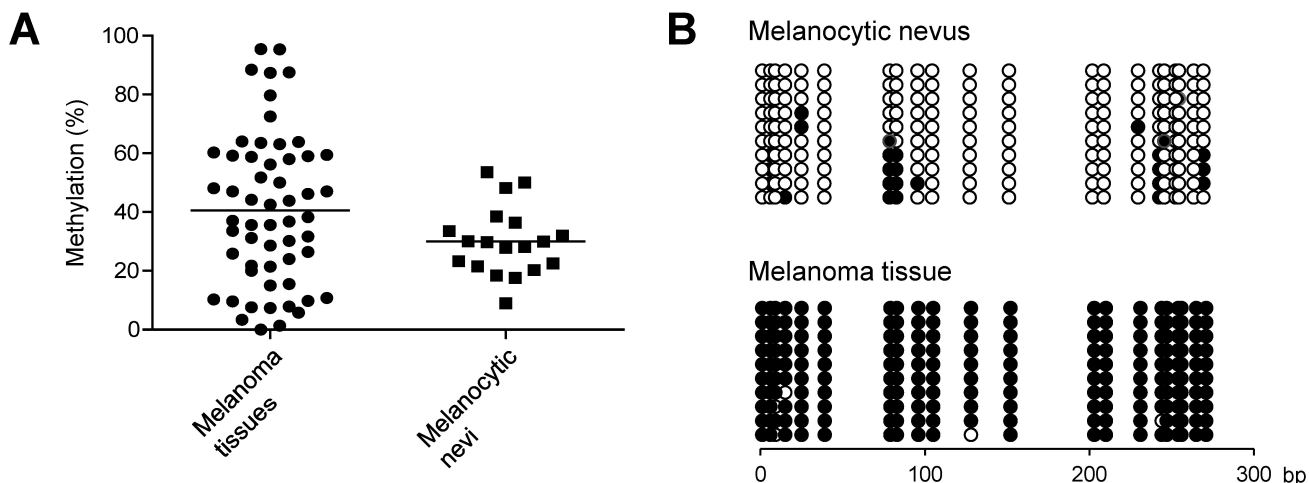 A
Methylation (%)
100
80
60
40
20
0
Melanoma
tissues
Melanocytic
nevi
B
Melanocytic nevus
Melanoma tissue
0 100 200 300 bp